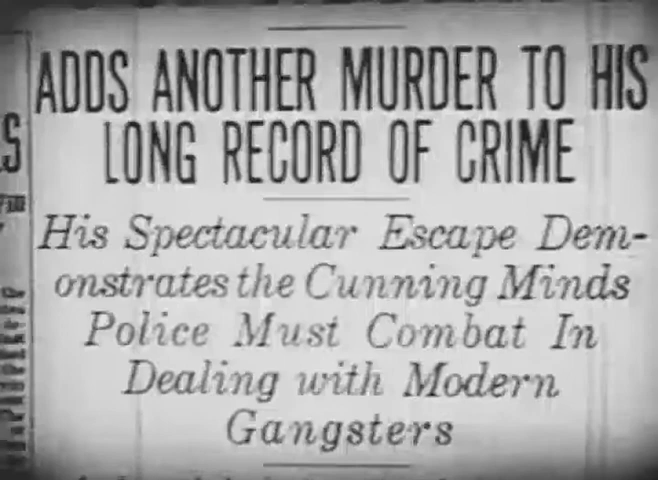 ADDS ANOTHER MURDER TO HIS
LONG RECORD OF CRIME
His Spectacular Escape Dem-
onstrates the Cunning Minds
Police Must Combat In
Dealing with Modern
Gangsters